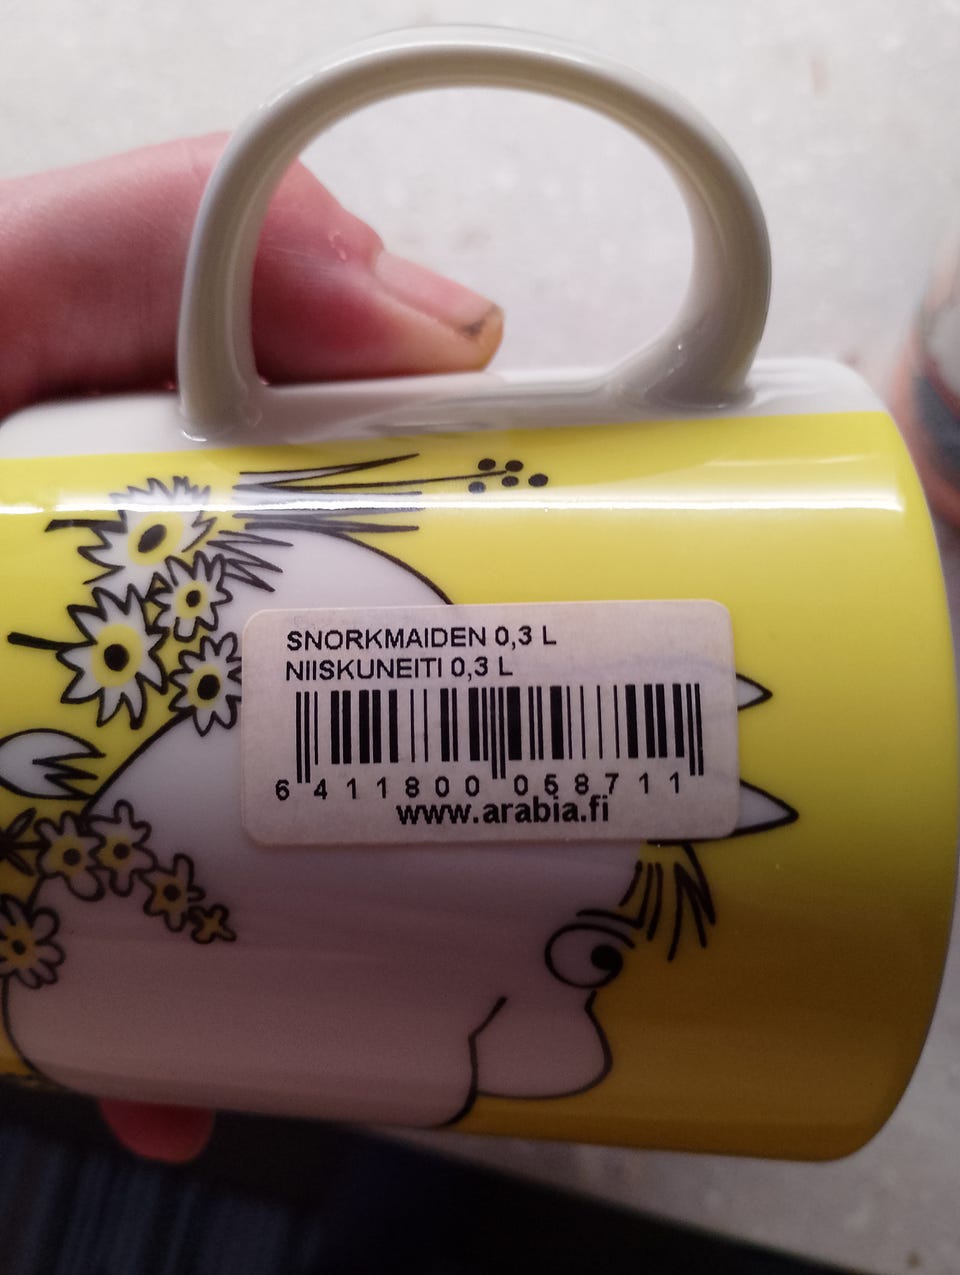 SNORKMAIDEN 0,3 L
NIISKUNEITI 0,3 L
6 411800 058711
www.arabia.fi